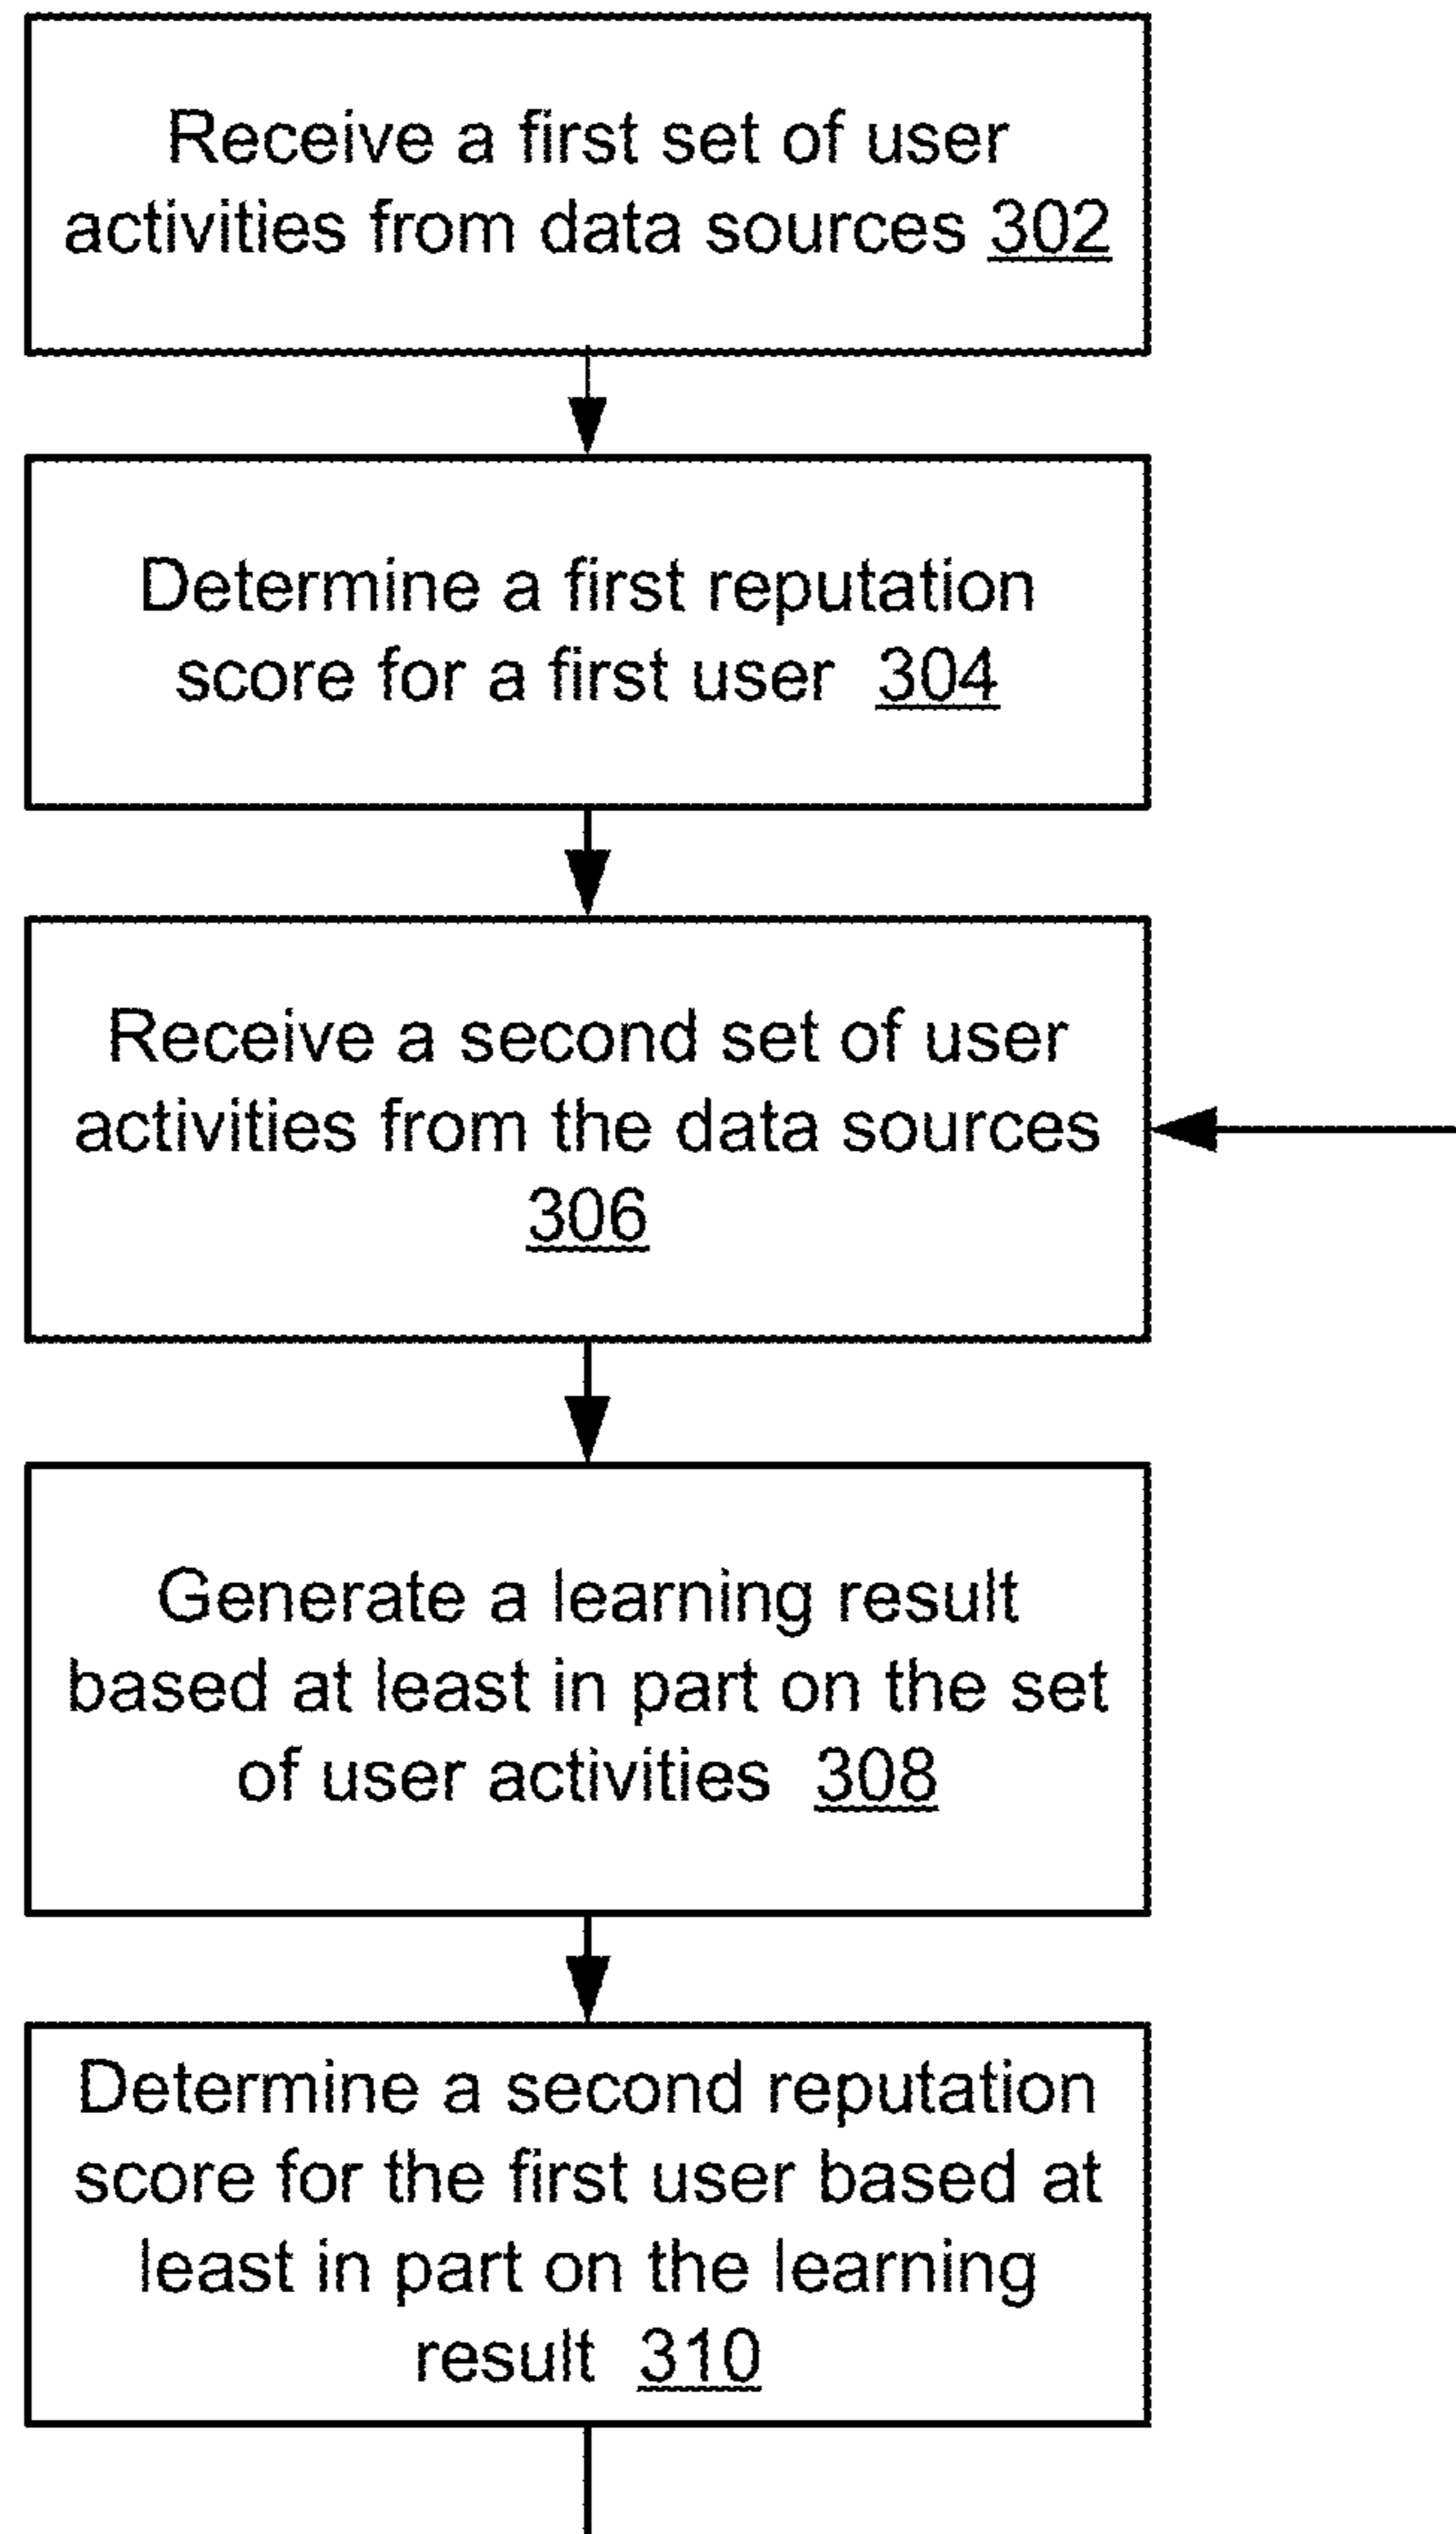 Receive a first set of user
activities from data sources 302
Determine a first reputation
score for a first user 304
Receive a second set of user
activities from the data sources
306
Generate a learning result
based at least in part on the set
of user activities 308
Determine a second reputation
score for the first user based at
least in part on the learning
result 310